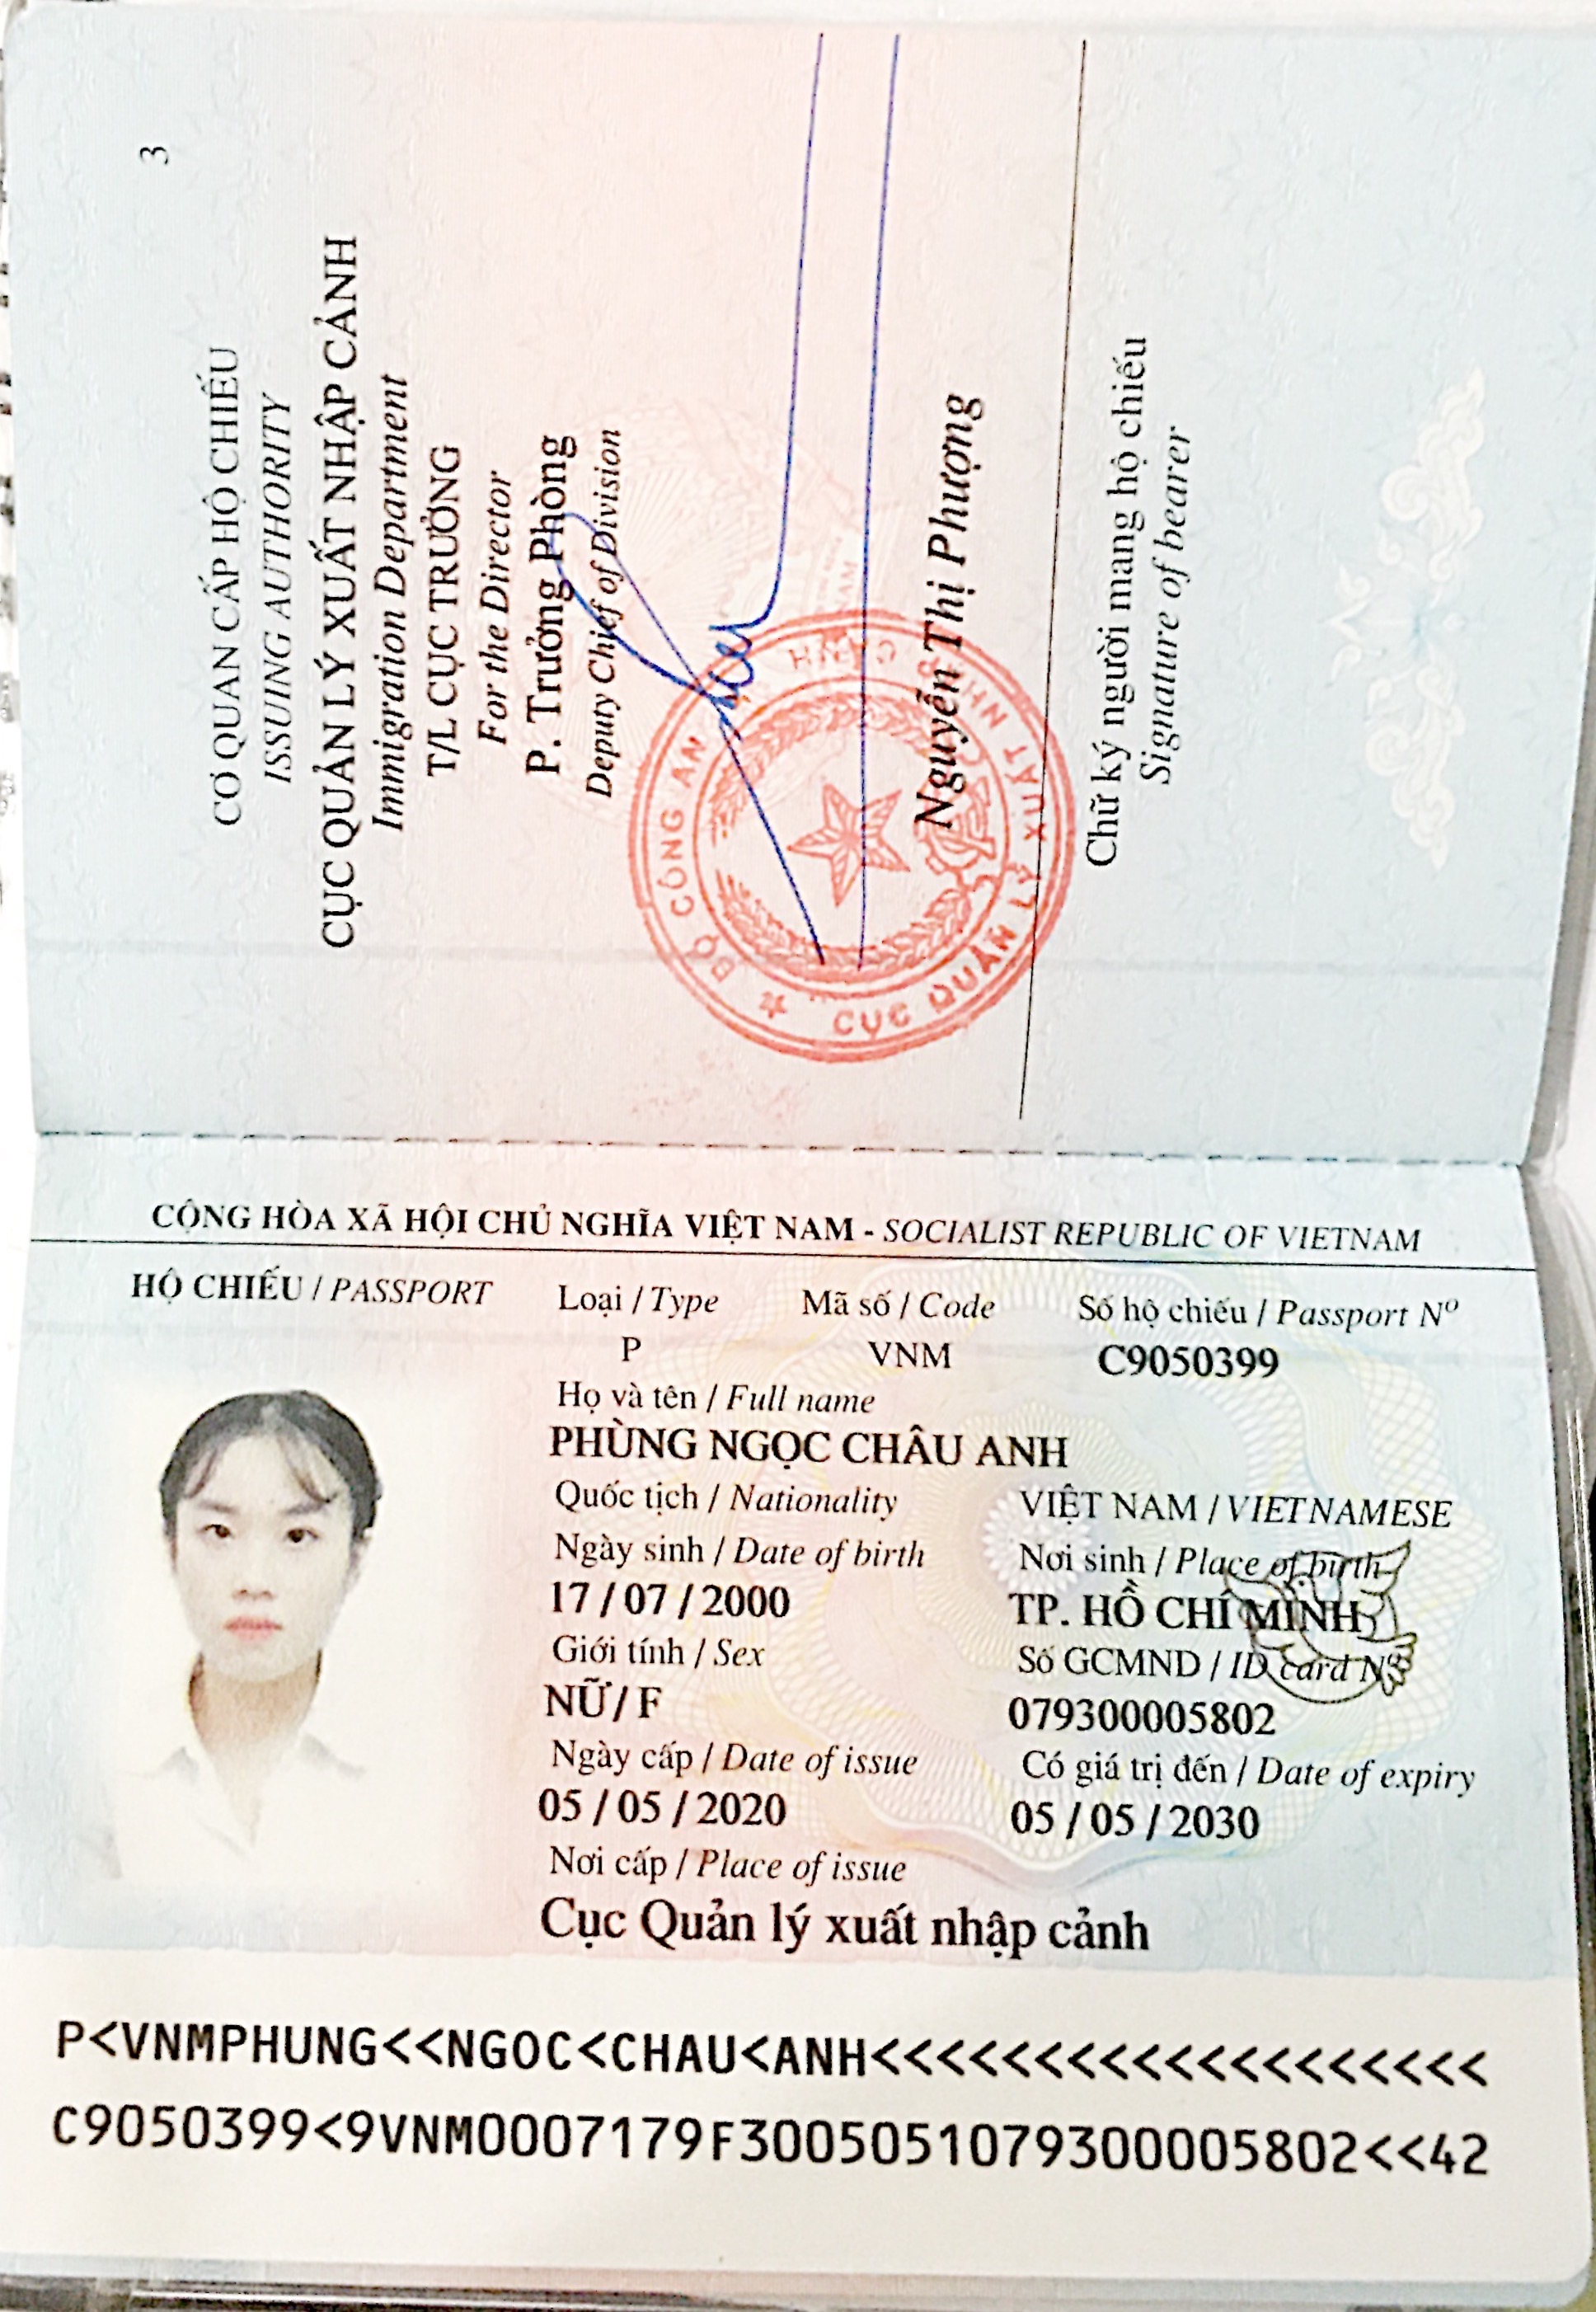 3
CƠ QUAN CẤP HỘ CHIẾU
ISSUING AUTHORITY
CỤC QUẢN LÝ XUẤT NHẬP CẢNH
Immigration Department
T/L CỤC TRƯỞNG
For the Director
P. Trưởng Phòng
Deputy Chief of Division
BỘ CÔNG AN
CỤC QUẢN LÝ XUẤT NHẬP CẢNH
Nguyễn Thị Phượng
Chữ ký người mang hộ chiếu
Signature of bearer
CỘNG HÒA XÃ HỘI CHỦ NGHĨA VIỆT NAM - SOCIALIST REPUBLIC OF VIETNAM
HỘ CHIẾU / PASSPORT
Loại / Type Mã số / Code Số hộ chiếu / Passport Nº
P VNM C9050399
Họ và tên / Full name
PHÙNG NGỌC CHÂU ANH
Quốc tịch / Nationality VIỆT NAM / VIETNAMESE
Ngày sinh / Date of birth Nơi sinh / Place of birth
17 / 07 / 2000 TP. HỒ CHÍ MINH
Giới tính / Sex Số GCMND / ID card Nº
NỮ / F 079300005802
Ngày cấp / Date of issue Có giá trị đến / Date of expiry
05 / 05 / 2020 05 / 05 / 2030
Nơi cấp / Place of issue
Cục Quản lý xuất nhập cảnh
P<VNMPHUNG<<NGOC<CHAU<ANH<<<<<<<<<<<<<<<<<<<
C9050399<9VNM0007179F3005051079300005802<<42